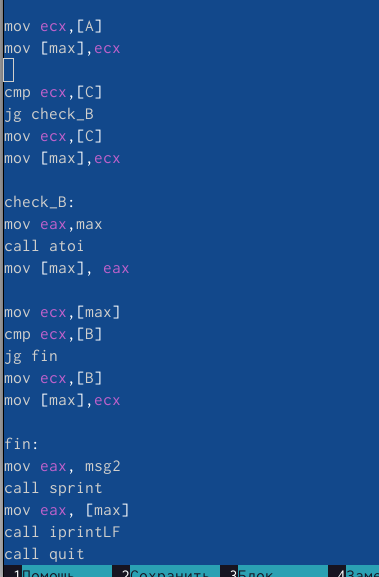 mov ecx,[A]
mov [max],ecx
cmp ecx,[C]
jg check_B
mov ecx,[C]
mov [max],ecx
check_B:
mov eax,max
call atoi
mov [max], eax
mov ecx,[max]
cmp ecx,[B]
jg fin
mov ecx,[B]
mov [max],ecx
fin:
mov eax, msg2
call sprint
mov eax, [max]
call iprintLF
call quit
1Помощь 2Сохранить 3Блок 4Заме